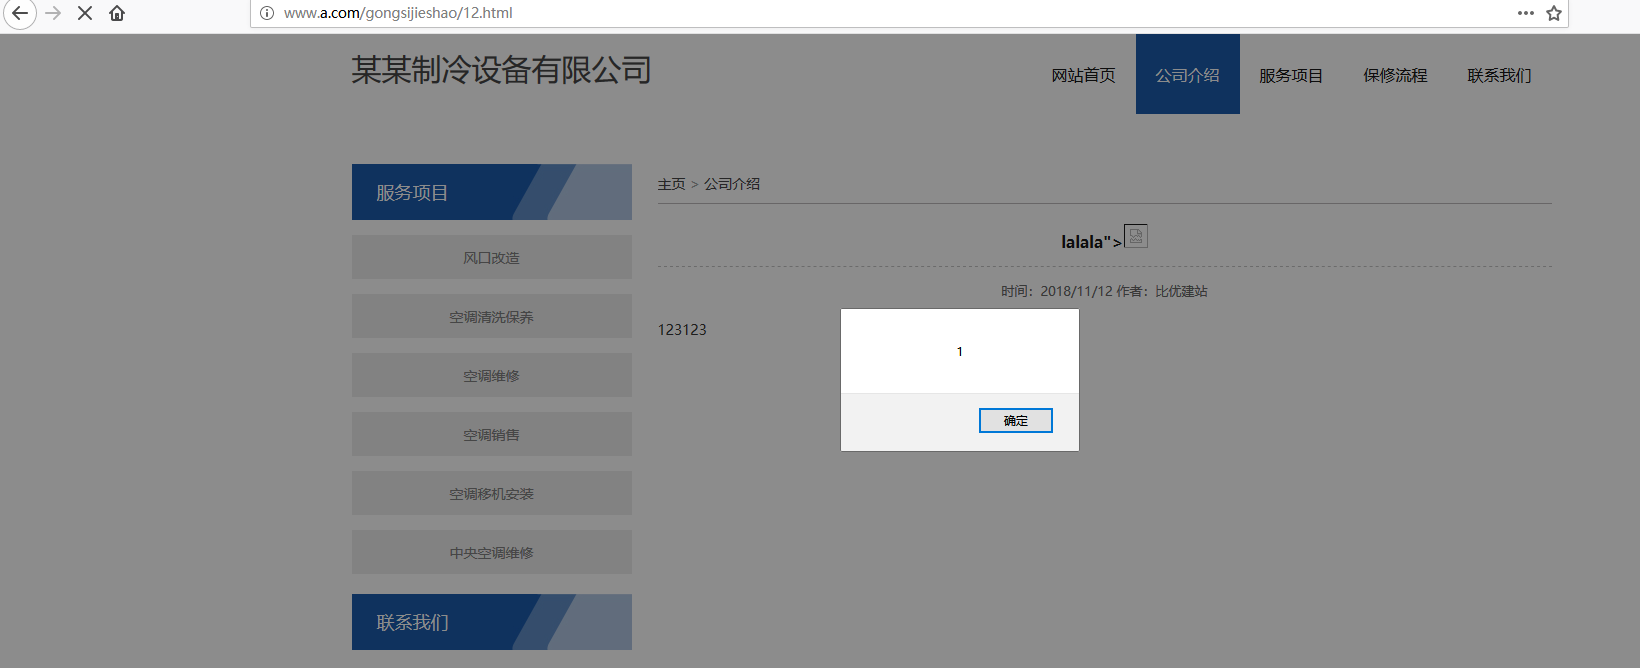 www.a.com/gongsijieshao/12.html
某某制冷设备有限公司
网站首页 公司介绍 服务项目 保修流程 联系我们
服务项目
主页 > 公司介绍
lalala">
风口改造
时间：2018/11/12 作者：比优建站
空调清洗保养
123123
1
空调维修
确定
空调销售
空调移机安装
中央空调维修
联系我们